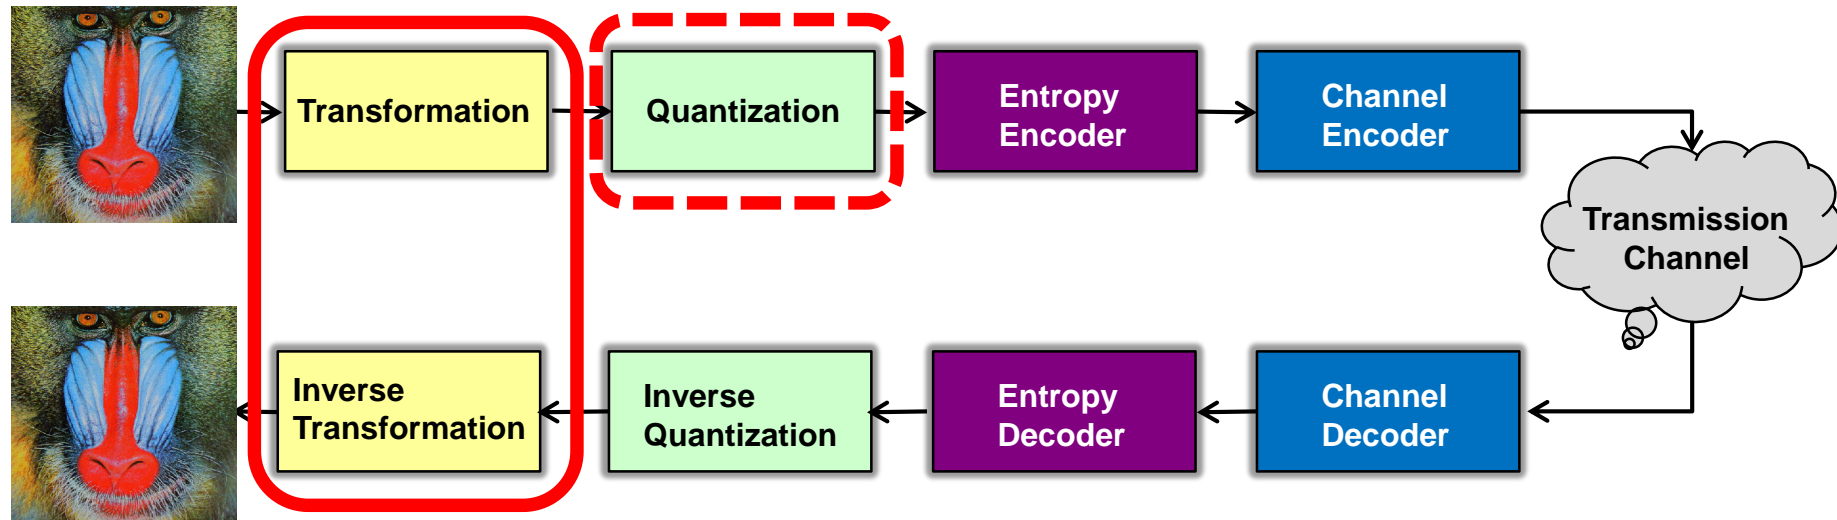 Transformation
Quantization
Entropy
Encoder
Channel
Encoder
Transmission
Channel
Inverse
Transformation
Inverse
Quantization
Entropy
Decoder
Channel
Decoder